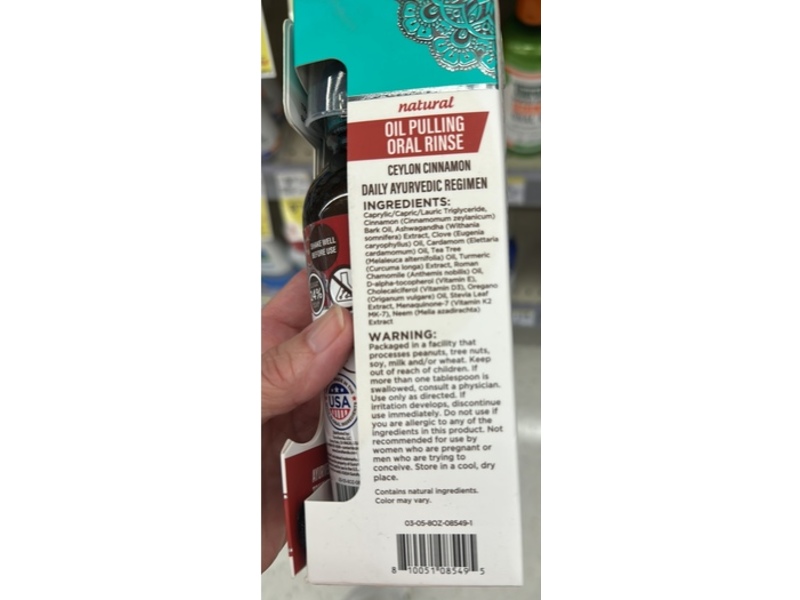 natural
OIL PULLING
ORAL RINSE
CEYLON CINNAMON
DAILY AYURVEDIC REGIMEN
INGREDIENTS:
Caprylic/Capric/Lauric Triglyceride,
Cinnamon (Cinnamomum zeylanicum)
Bark Oil, Ashwagandha (Withania
somnifera) Extract, Clove (Eugenia
caryophyllus) Oil, Cardamom (Elettaria
cardamomum) Oil, Tea Tree
(Melaleuca alternifolia) Oil, Turmeric
(Curcuma longa) Extract, Roman
Chamomile (Anthemis nobilis) Oil,
D-alpha-tocopherol (Vitamin E),
Cholecalciferol (Vitamin D3), Oregano
(Origanum vulgare) Oil, Stevia Leaf
Extract, Menaquinone-7 (Vitamin K2
MK-7), Neem (Melia azadirachta)
Extract
WARNING:
Packaged in a facility that
processes peanuts, tree nuts,
soy, milk and/or wheat. Keep
out of reach of children. If
more than one tablespoon is
swallowed, consult a physician.
Use only as directed. If
irritation develops, discontinue
use immediately. Do not use if
you are allergic to any of the
ingredients in this product. Not
recommended for use by
women who are pregnant or
men who are trying to
conceive. Store in a cool, dry
place.
Contains natural ingredients.
Color may vary.
03-05-8OZ-08549-1
8 10051 08549 5
SHAKE WELL
BEFORE USE
USA